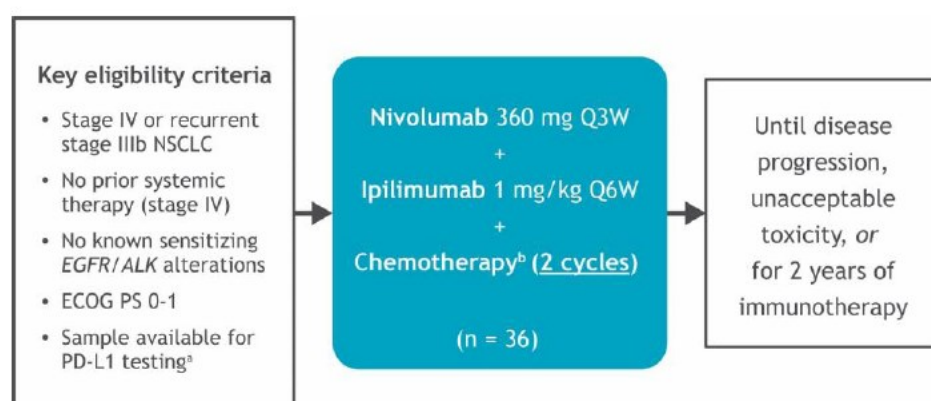 Key eligibility criteria
• Stage IV or recurrent
stage IIIb NSCLC
• No prior systemic
therapy (stage IV)
• No known sensitizing
EGFR/ALK alterations
• ECOG PS 0-1
• Sample available for
PD-L1 testingᵃ
Nivolumab 360 mg Q3W
+
Ipilimumab 1 mg/kg Q6W
+
Chemotherapyᵇ (2 cycles)
(n = 36)
Until disease
progression,
unacceptable
toxicity, or
for 2 years of
immunotherapy